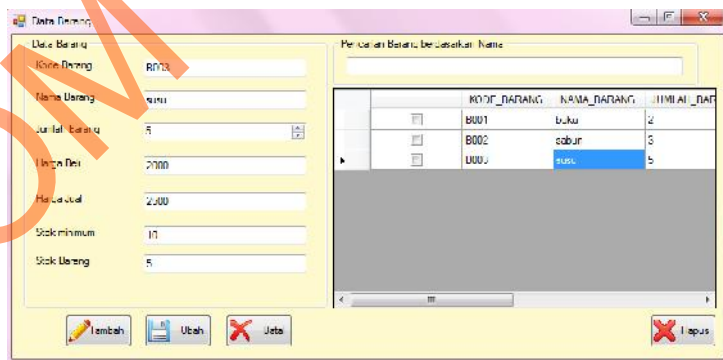 Data Barang
Data Barang
Kode Barang B003
Nama Barang susu
Jumlah Barang 5
Harga Beli 2000
Harga Jual 2500
Stok minimum 10
Stok Barang 5
Pencarian Barang berdasarkan Nama
KODE_BARANG NAMA_BARANG JUMLAH_BAR
B001 buku 2
B002 sabun 3
B003 susu 5
Tambah Ubah Batal Hapus